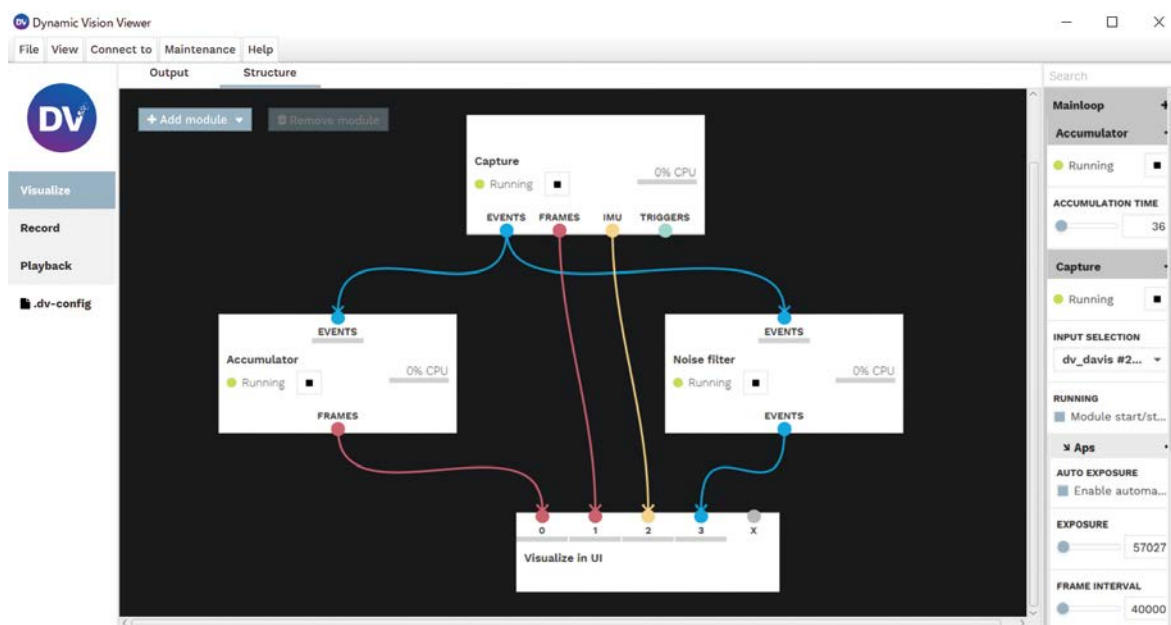 DV Dynamic Vision Viewer
File View Connect to Maintenance Help
Output Structure
Search
DV
+ Add module
Remove module
Visualize
Record
Playback
.dv-config
Capture
Running
0% CPU
EVENTS FRAMES IMU TRIGGERS
EVENTS
Accumulator
Running
0% CPU
FRAMES
EVENTS
Noise filter
Running
0% CPU
EVENTS
0 1 2 3 X
Visualize in UI
Mainloop +
Accumulator
Running
ACCUMULATION TIME
36
Capture
Running
INPUT SELECTION
dv_davis #2...
RUNNING
Module start/st...
Aps
AUTO EXPOSURE
Enable automa...
EXPOSURE
57027
FRAME INTERVAL
40000